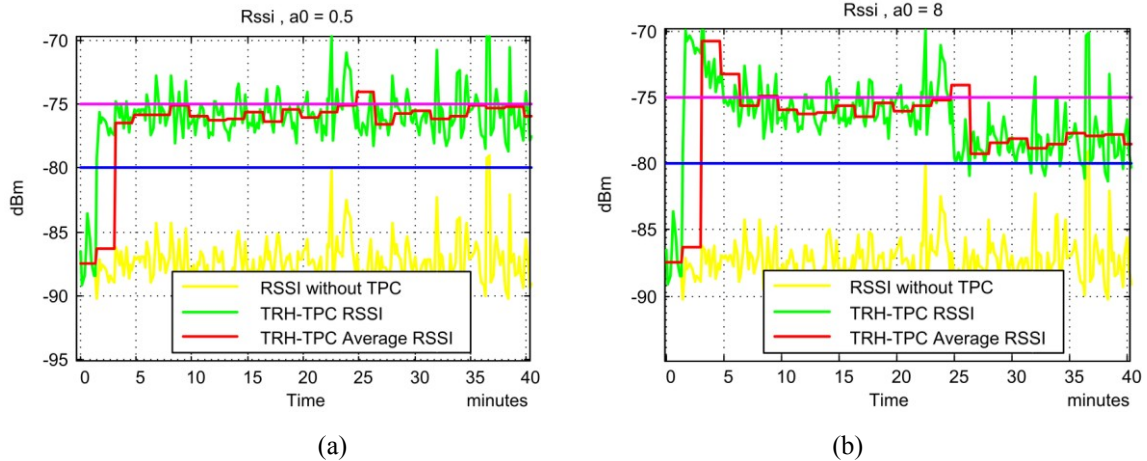 Rssi , a0 = 0.5
-70
-75
-80
-85
-90
-95
dBm
RSSI without TPC
TRH-TPC RSSI
TRH-TPC Average RSSI
0 5 10 15 20 25 30 35 40
Time minutes
(a)
Rssi , a0 = 8
-70
-75
-80
-85
-90
dBm
RSSI without TPC
TRH-TPC RSSI
TRH-TPC Average RSSI
0 5 10 15 20 25 30 35 40
Time minutes
(b)